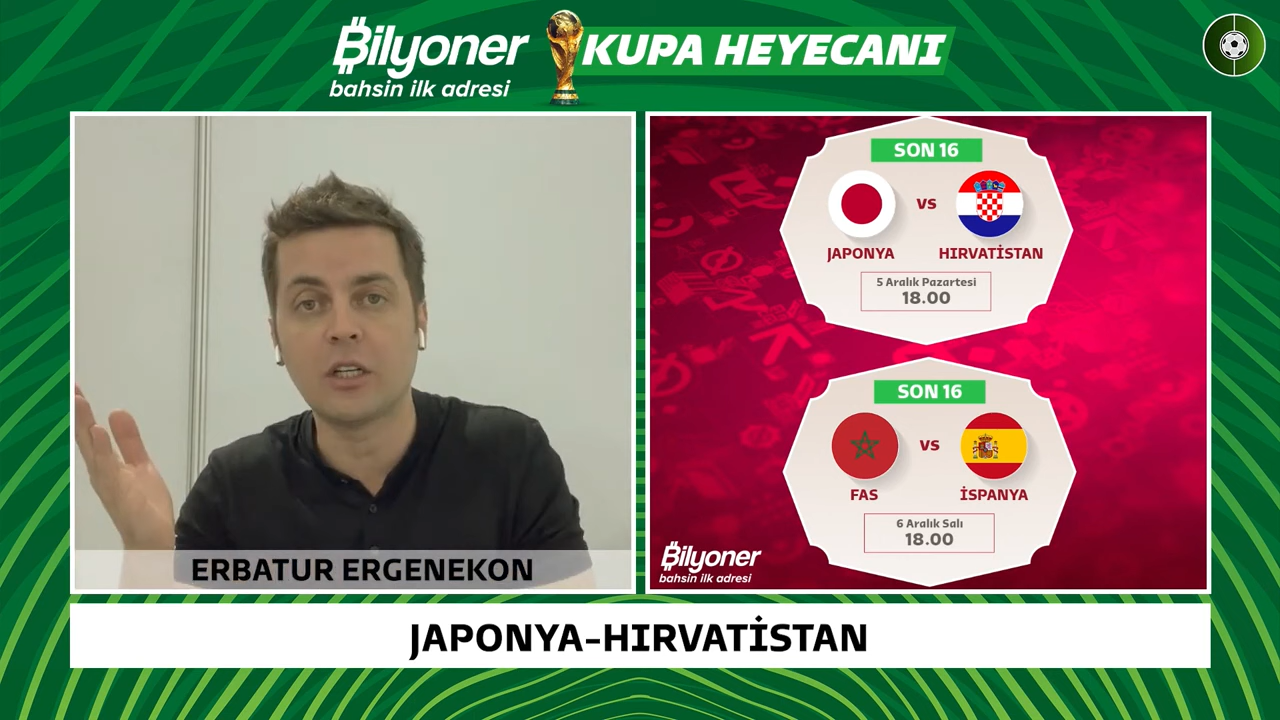 Bilyoner
bahsin ilk adresi
KUPA HEYECANI
ERBATUR ERGENEKON
SON 16
VS
JAPONYA
HIRVATİSTAN
5 Aralık Pazartesi
18.00
SON 16
VS
FAS
İSPANYA
6 Aralık Salı
18.00
Bilyoner
bahsin ilk adresi
JAPONYA-HIRVATİSTAN